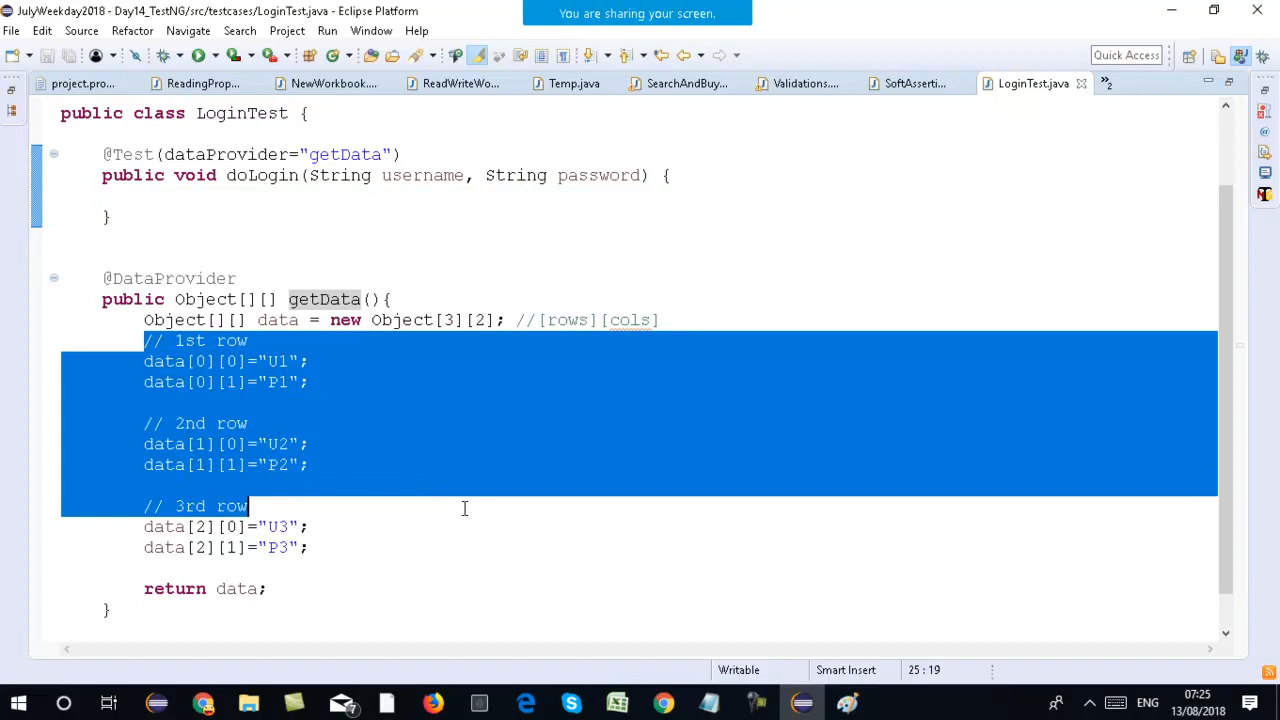 JulyWeekday2018 - Day14_TestNG/src/testcases/LoginTest.java - Eclipse Platform
You are sharing your screen.
File Edit Source Refactor Navigate Search Project Run Window Help
Quick Access
project.pro... ReadingProp... NewWorkbook.... ReadWriteWo... Temp.java SearchAndBuy... Validations.... SoftAsserti... LoginTest.java »2
public class LoginTest {
@Test(dataProvider="getData")
public void doLogin(String username, String password) {
}
@DataProvider
public Object[][] getData(){
Object[][] data = new Object[3][2]; //[rows][cols]
// 1st row
data[0][0]="U1";
data[0][1]="P1";
// 2nd row
data[1][0]="U2";
data[1][1]="P2";
// 3rd row
data[2][0]="U3";
data[2][1]="P3";
return data;
}
Writable Smart Insert 25 : 19
7 ENG 07:25
13/08/2018